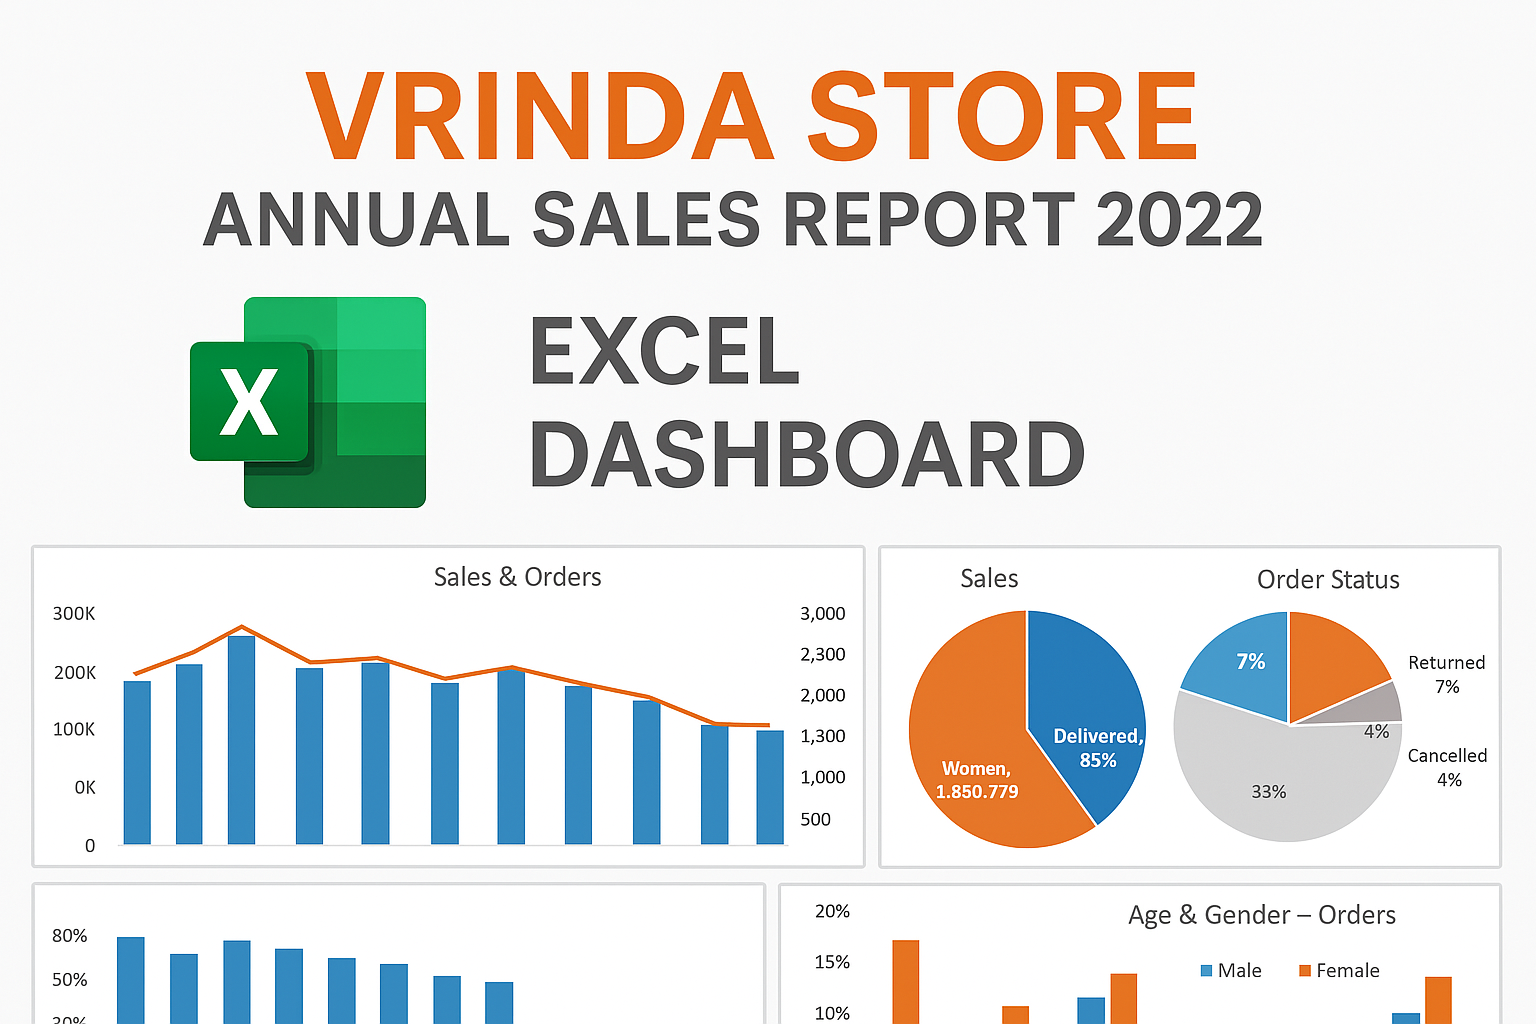 VRINDA STORE
ANNUAL SALES REPORT 2022
X
EXCEL
DASHBOARD
Sales & Orders
300K
200K
100K
0K
0
3,000
2,300
2,000
1,300
1,000
500
Sales
Delivered,
85%
Women,
1.850.779
Order Status
7%
Returned
7%
4%
Cancelled
4%
33%
80%
50%
30%
Age & Gender – Orders
20%
15%
10%
Male
Female